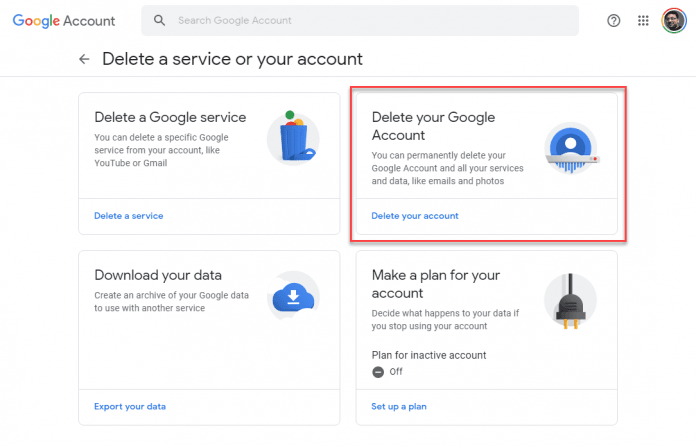 Google Account
Search Google Account
Delete a service or your account
Delete a Google service
You can delete a specific Google
service from your account, like
YouTube or Gmail
Delete a service
Delete your Google
Account
You can permanently delete your
Google Account and all your services
and data, like emails and photos
Delete your account
Download your data
Create an archive of your Google data
to use with another service
Export your data
Make a plan for your
account
Decide what happens to your data if
you stop using your account
Plan for inactive account
Off
Set up a plan